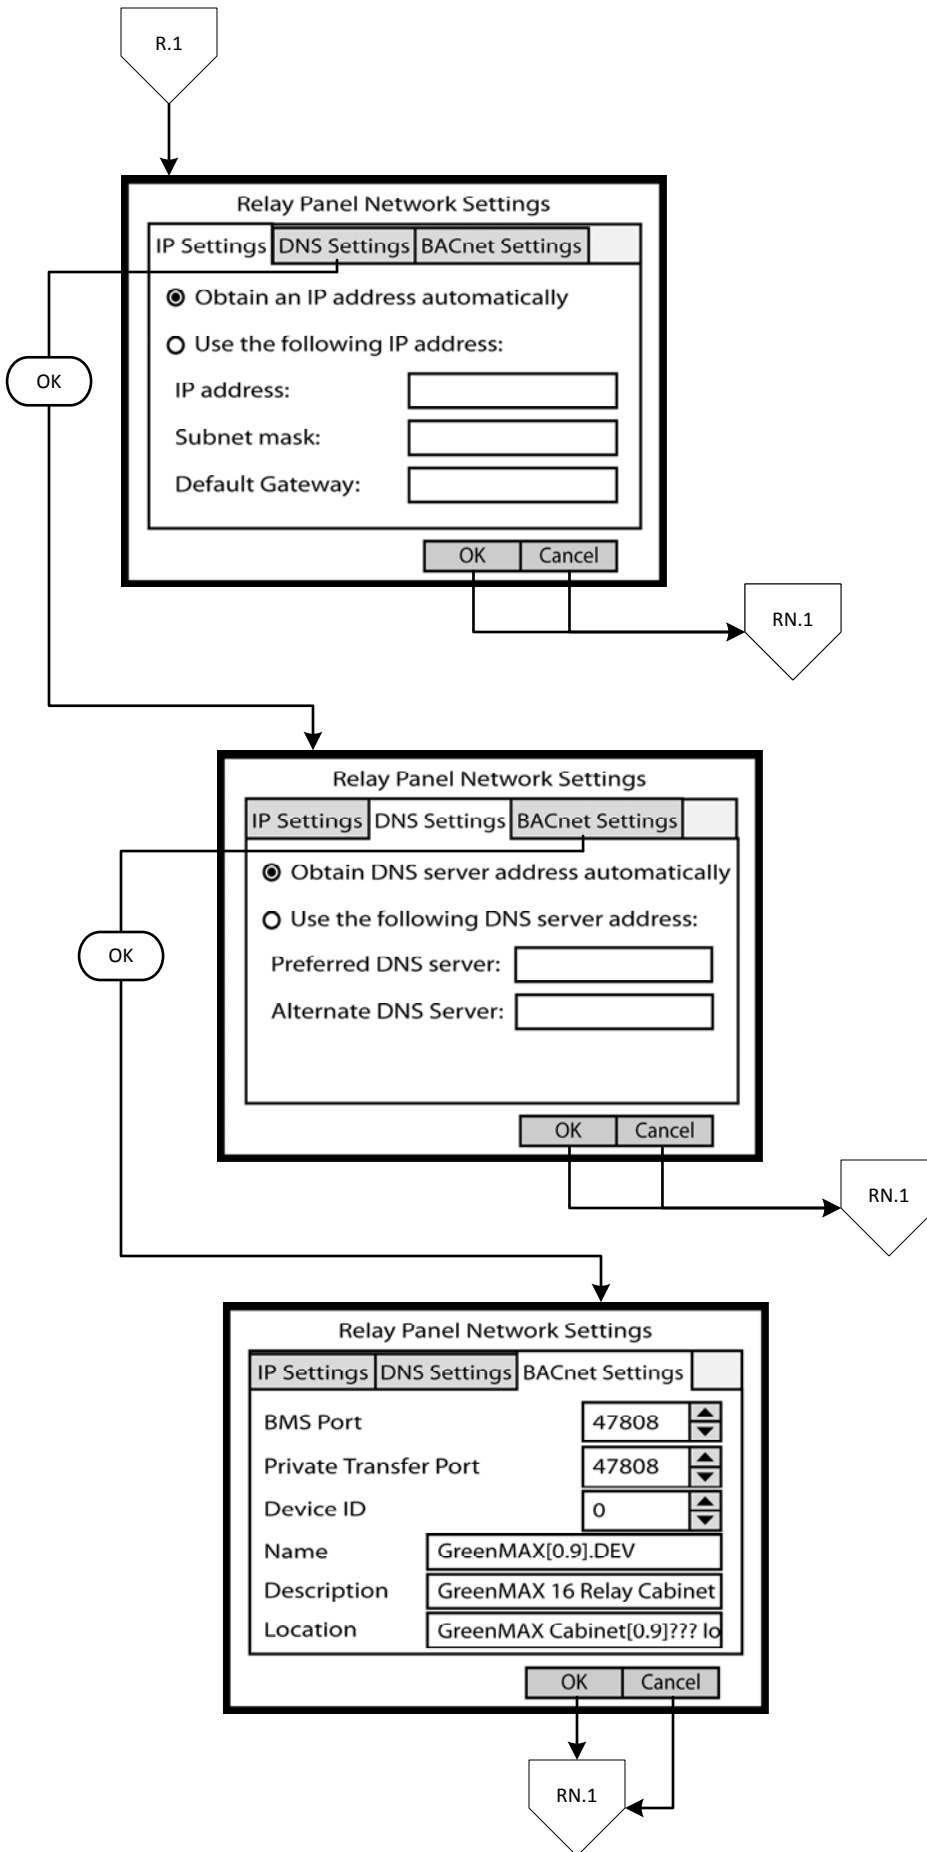 R.1
Relay Panel Network Settings
IP Settings DNS Settings BACnet Settings
Obtain an IP address automatically
Use the following IP address:
OK
IP address:
Subnet mask:
Default Gateway:
OK Cancel
RN.1
Relay Panel Network Settings
IP Settings DNS Settings BACnet Settings
Obtain DNS server address automatically
Use the following DNS server address:
OK
Preferred DNS server:
Alternate DNS Server:
OK Cancel
RN.1
Relay Panel Network Settings
IP Settings DNS Settings BACnet Settings
BMS Port 47808
Private Transfer Port 47808
Device ID 0
Name GreenMAX[0.9].DEV
Description GreenMAX 16 Relay Cabinet
Location GreenMAX Cabinet[0.9]??? lo
OK Cancel
RN.1